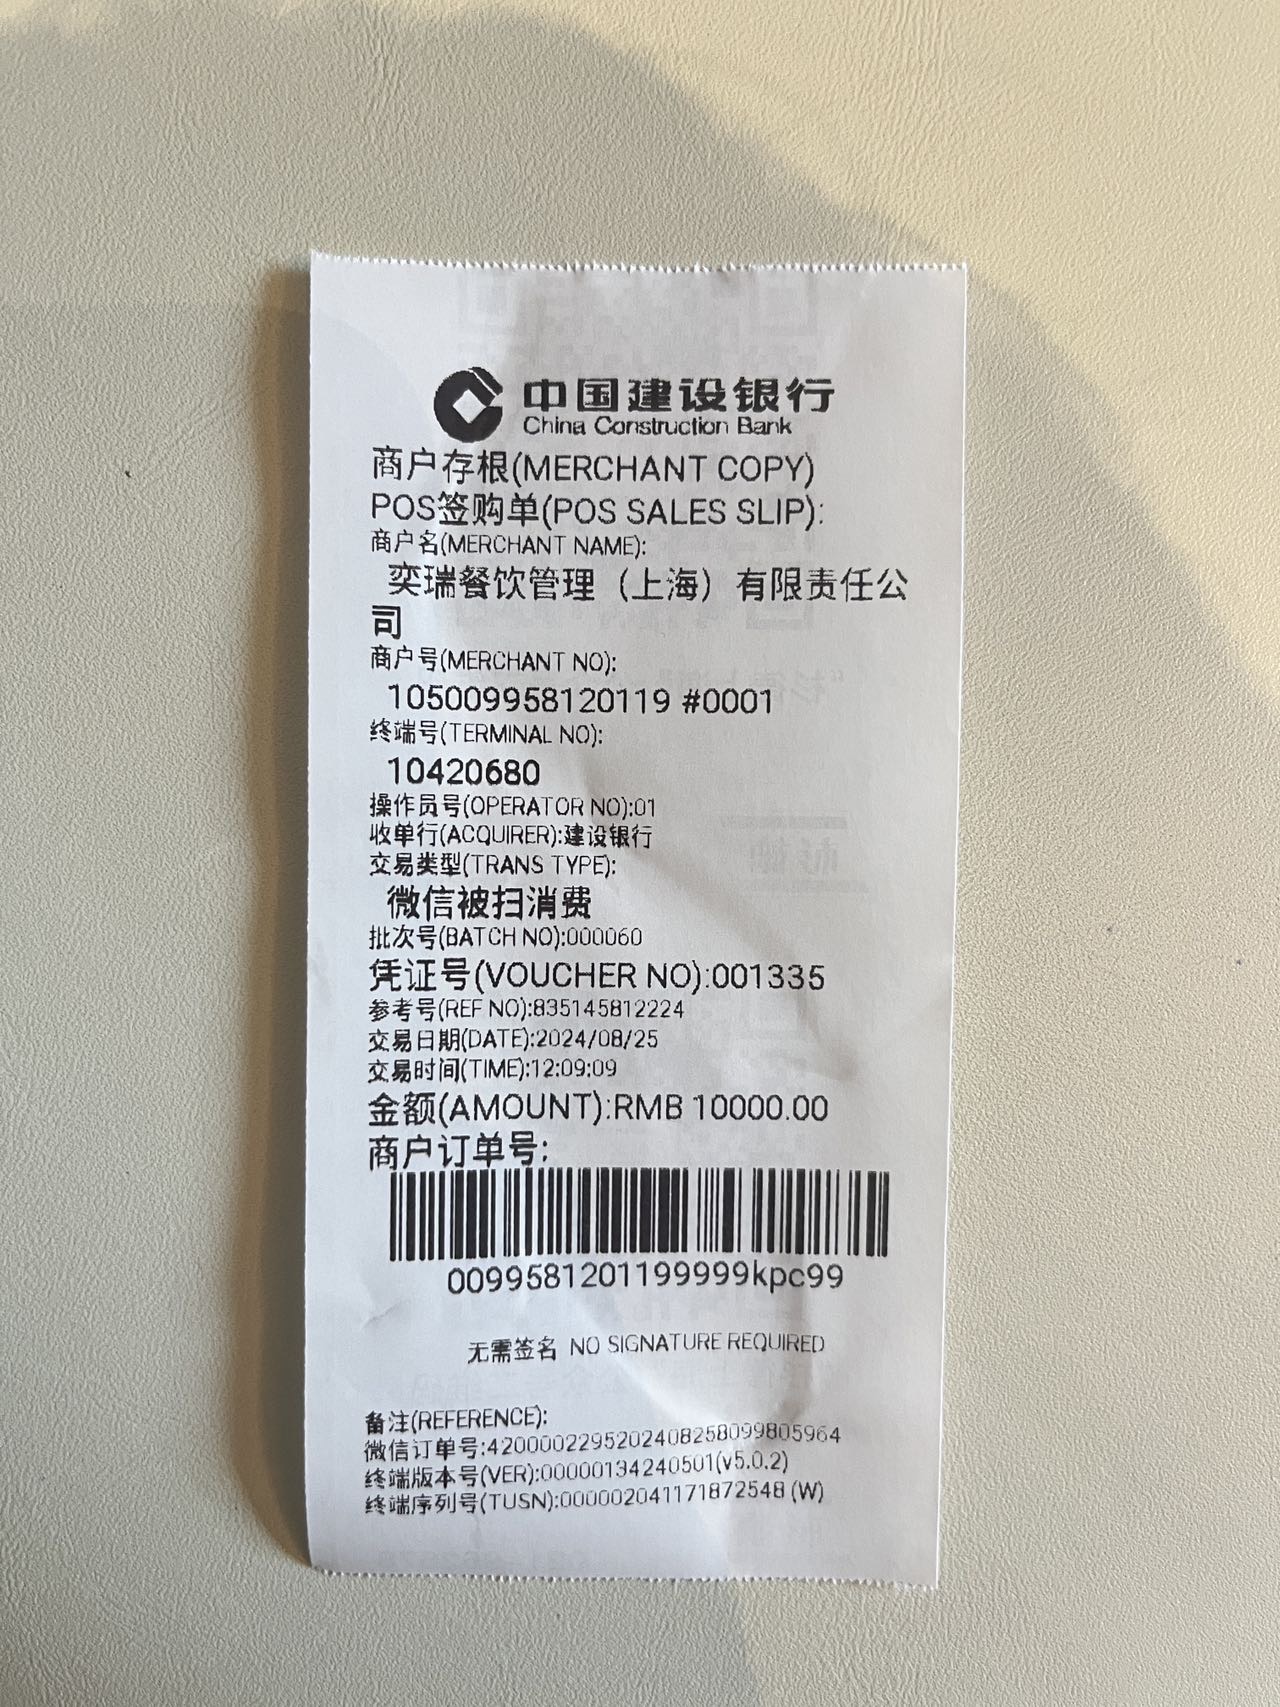 中国建设银行
China Construction Bank
商户存根(MERCHANT COPY)
POS签购单(POS SALES SLIP):
商户名(MERCHANT NAME):
奕瑞餐饮管理（上海）有限责任公
司
商户号(MERCHANT NO):
105009958120119 #0001
终端号(TERMINAL NO):
10420680
操作员号(OPERATOR NO):01
收单行(ACQUIRER):建设银行
交易类型(TRANS TYPE):
微信被扫消费
批次号(BATCH NO):000060
凭证号(VOUCHER NO):001335
参考号(REF NO):835145812224
交易日期(DATE):2024/08/25
交易时间(TIME):12:09:09
金额(AMOUNT):RMB 10000.00
商户订单号:
0099581201199999kpc99
无需签名 NO SIGNATURE REQUIRED
备注(REFERENCE):
微信订单号:4200002295202408258099805964
终端版本号(VER):00000134240501(v5.0.2)
终端序列号(TUSN):0000002041171872548 (W)